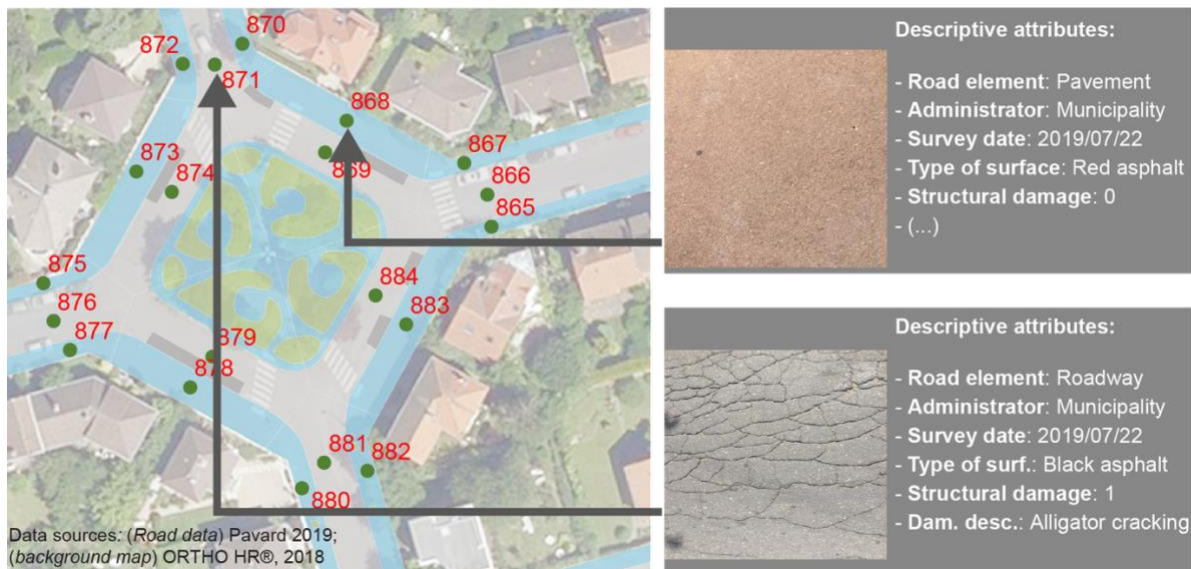 870
872
871
868
867
869
873
874
866
865
875
884
876
883
877
879
878
881
882
880
Data sources: (Road data) Pavard 2019;
(background map) ORTHO HR®, 2018
Descriptive attributes:
- Road element: Pavement
- Administrator: Municipality
- Survey date: 2019/07/22
- Type of surface: Red asphalt
- Structural damage: 0
- (...)
Descriptive attributes:
- Road element: Roadway
- Administrator: Municipality
- Survey date: 2019/07/22
- Type of surf.: Black asphalt
- Structural damage: 1
- Dam. desc.: Alligator cracking